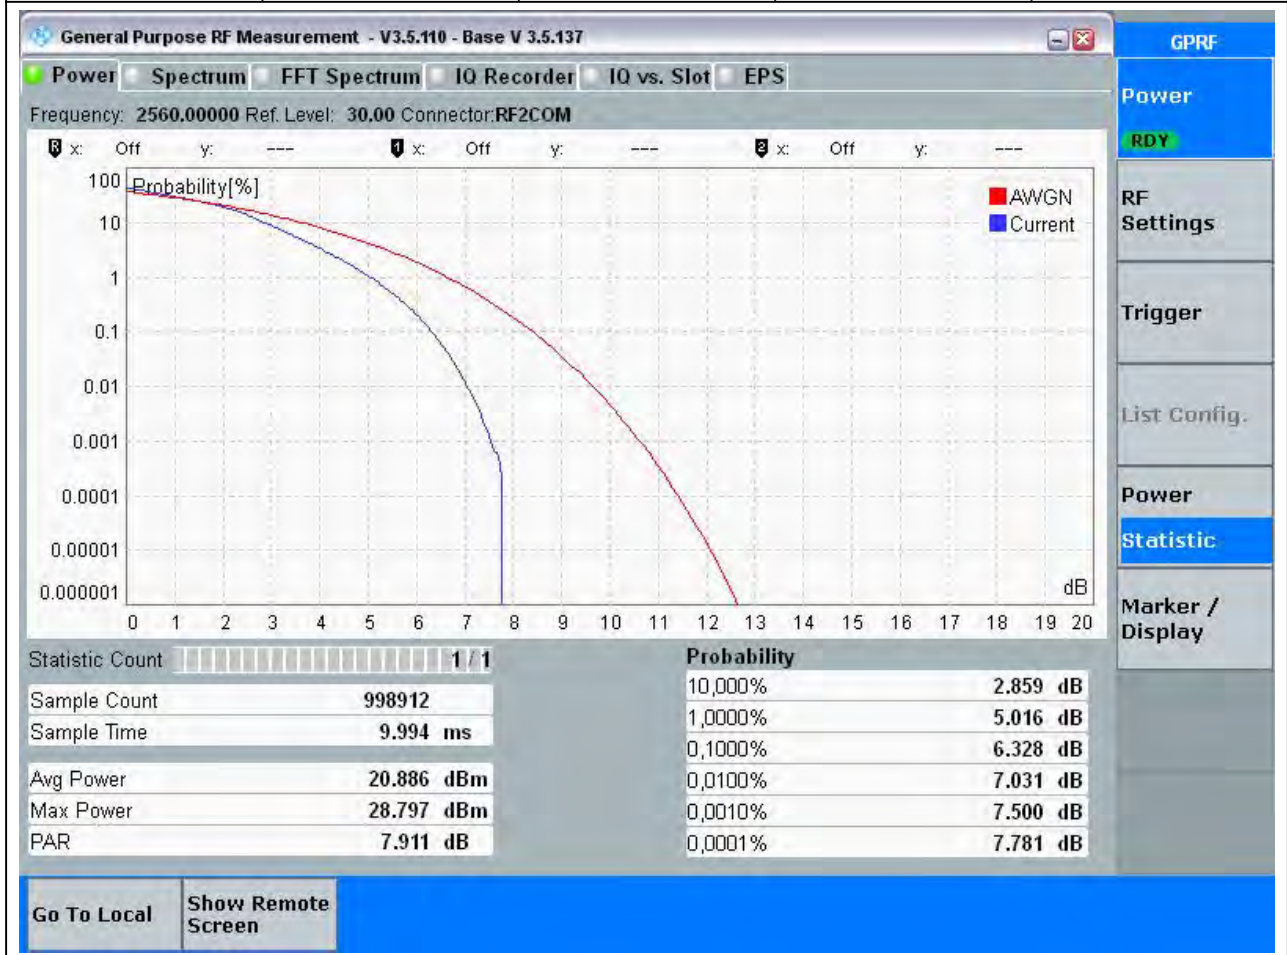 General Purpose RF Measurement - V3.5.110 - Base V 3.5.137
GPRF
Power Spectrum FFT Spectrum IQ Recorder IQ vs. Slot EPS
Power
RDY
Frequency: 2560.00000 Ref. Level: 30.00 Connector:RF2COM
R x: Off y: --- 1 x: Off y: --- 2 x: Off y: ---
100 Probability[%]
AWGN
Current
10
1
0.1
0.01
0.001
0.0001
0.00001
0.000001
dB
0 1 2 3 4 5 6 7 8 9 10 11 12 13 14 15 16 17 18 19 20
RF
Settings
Trigger
List Config.
Power
Statistic
Marker /
Display
Statistic Count 1 / 1
Sample Count 998912
Sample Time 9.994 ms
Avg Power 20.886 dBm
Max Power 28.797 dBm
PAR 7.911 dB
Probability
10,000% 2.859 dB
1,0000% 5.016 dB
0,1000% 6.328 dB
0,0100% 7.031 dB
0,0010% 7.500 dB
0,0001% 7.781 dB
Go To Local
Show Remote
Screen